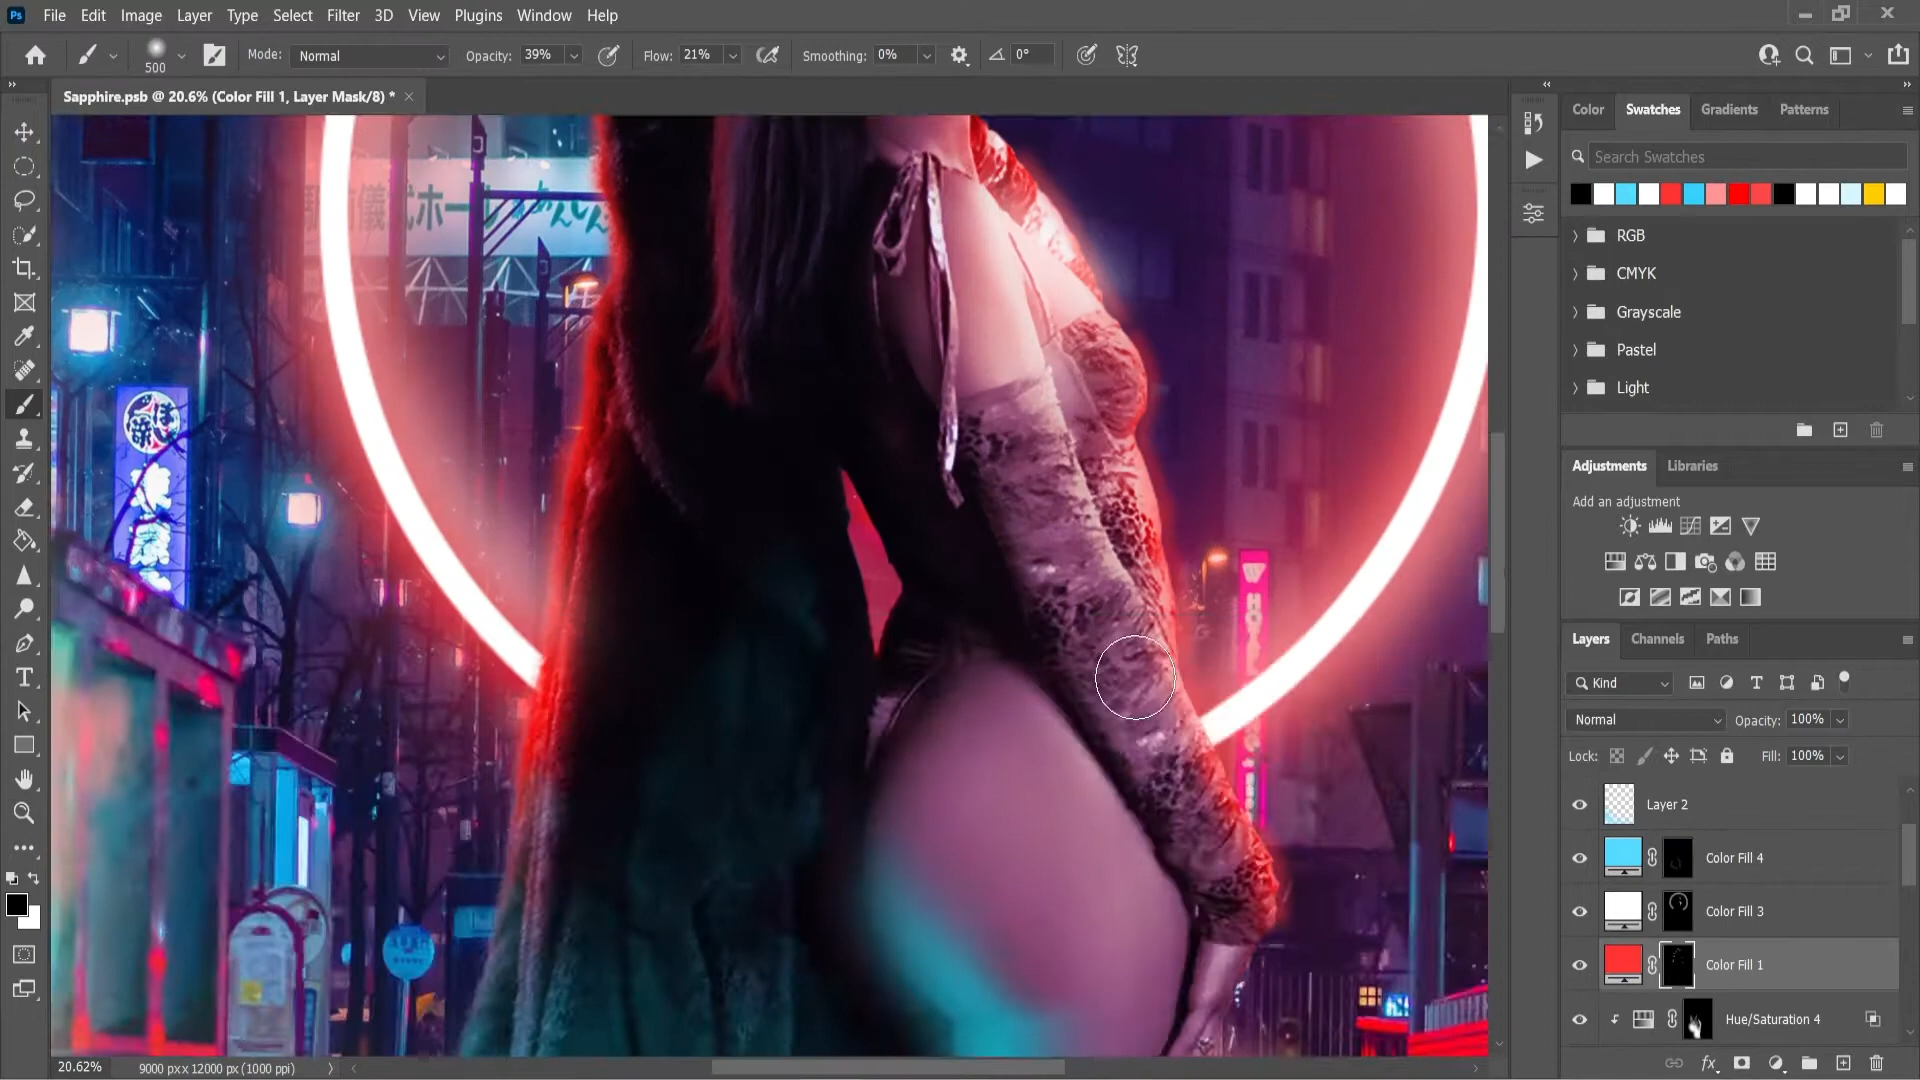 Ps File Edit Image Layer Type Select Filter 3D View Plugins Window Help
500 Mode: Normal Opacity: 39% Flow: 21% Smoothing: 0% 0°
Sapphire.psb @ 20.6% (Color Fill 1, Layer Mask/8) *
Color Swatches Gradients Patterns
Search Swatches
RGB
CMYK
Grayscale
Pastel
Light
Adjustments Libraries
Add an adjustment
Layers Channels Paths
Kind
Normal Opacity: 100%
Lock: Fill: 100%
Layer 2
Color Fill 4
Color Fill 3
Color Fill 1
Hue/Saturation 4
fx
20.62% 9000 px x 12000 px (1000 ppi)